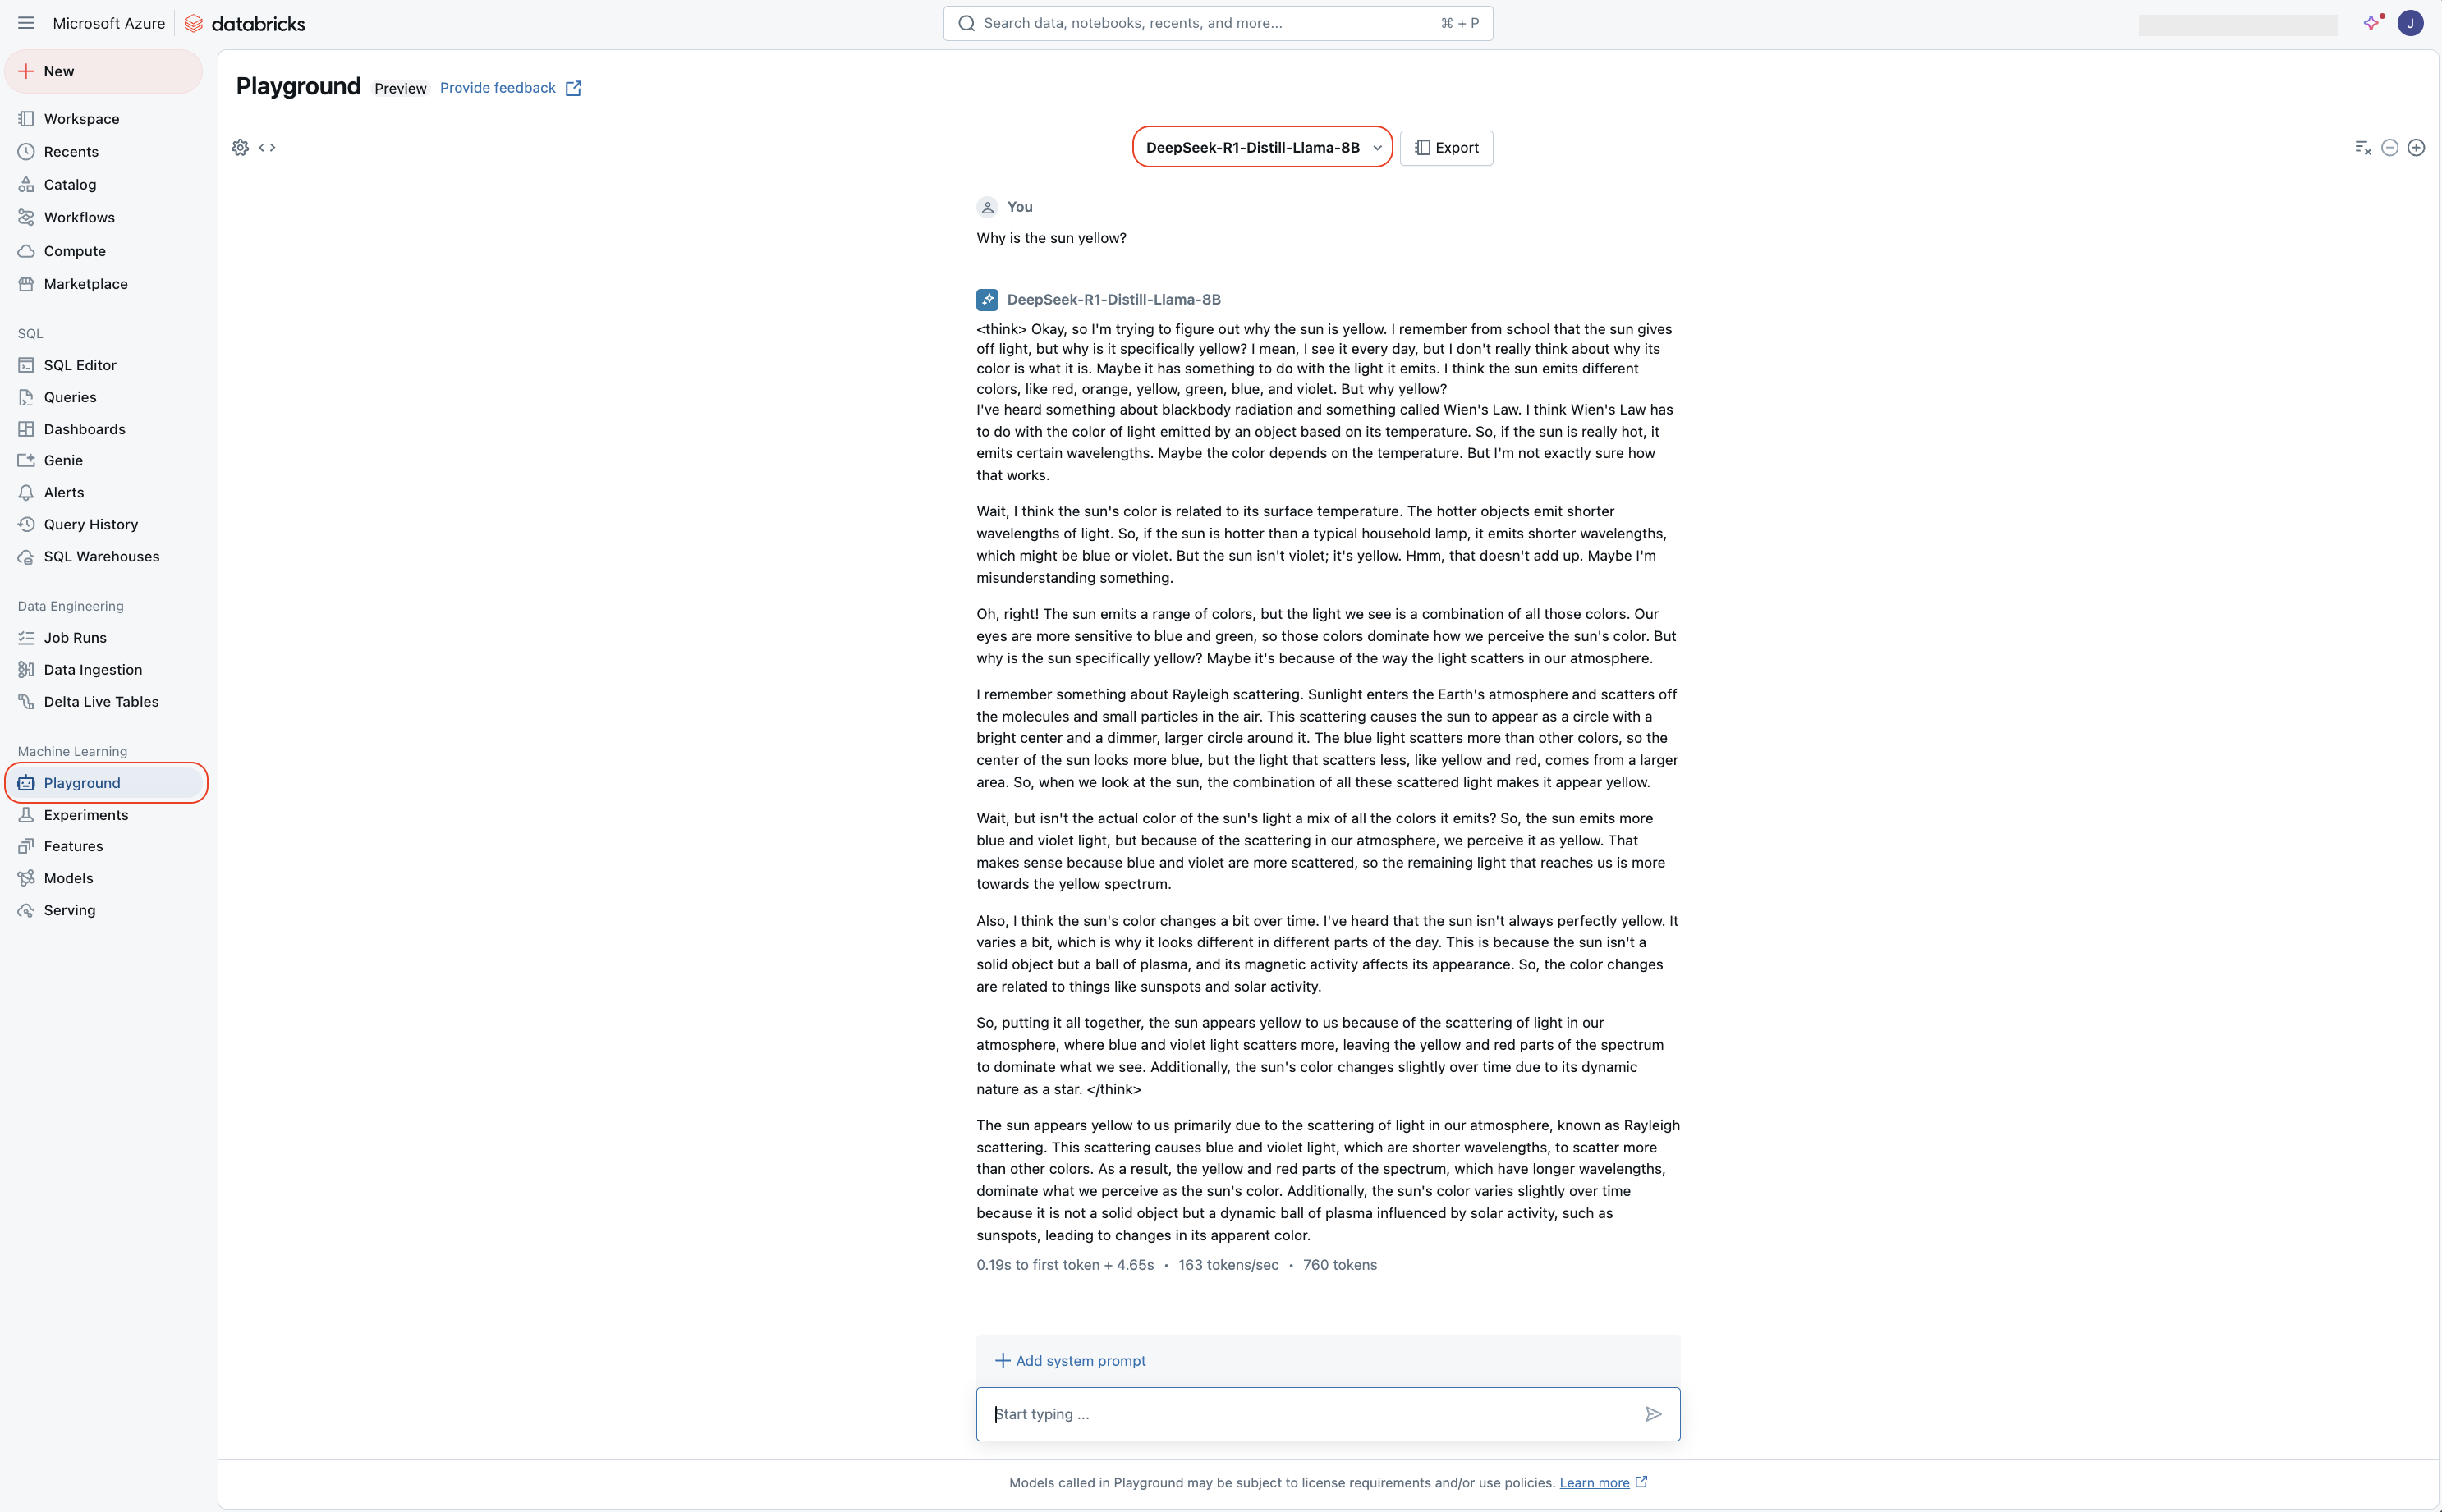 Microsoft Azure databricks
Search data, notebooks, recents, and more... ⌘ + P
J
New
Workspace
Recents
Catalog
Workflows
Compute
Marketplace
SQL
SQL Editor
Queries
Dashboards
Genie
Alerts
Query History
SQL Warehouses
Data Engineering
Job Runs
Data Ingestion
Delta Live Tables
Machine Learning
Playground
Experiments
Features
Models
Serving
Playground Preview Provide feedback
DeepSeek-R1-Distill-Llama-8B Export
You
Why is the sun yellow?
DeepSeek-R1-Distill-Llama-8B
<think> Okay, so I'm trying to figure out why the sun is yellow. I remember from school that the sun gives
off light, but why is it specifically yellow? I mean, I see it every day, but I don't really think about why its
color is what it is. Maybe it has something to do with the light it emits. I think the sun emits different
colors, like red, orange, yellow, green, blue, and violet. But why yellow?
I've heard something about blackbody radiation and something called Wien's Law. I think Wien's Law has
to do with the color of light emitted by an object based on its temperature. So, if the sun is really hot, it
emits certain wavelengths. Maybe the color depends on the temperature. But I'm not exactly sure how
that works.
Wait, I think the sun's color is related to its surface temperature. The hotter objects emit shorter
wavelengths of light. So, if the sun is hotter than a typical household lamp, it emits shorter wavelengths,
which might be blue or violet. But the sun isn't violet; it's yellow. Hmm, that doesn't add up. Maybe I'm
misunderstanding something.
Oh, right! The sun emits a range of colors, but the light we see is a combination of all those colors. Our
eyes are more sensitive to blue and green, so those colors dominate how we perceive the sun's color. But
why is the sun specifically yellow? Maybe it's because of the way the light scatters in our atmosphere.
I remember something about Rayleigh scattering. Sunlight enters the Earth's atmosphere and scatters off
the molecules and small particles in the air. This scattering causes the sun to appear as a circle with a
bright center and a dimmer, larger circle around it. The blue light scatters more than other colors, so the
center of the sun looks more blue, but the light that scatters less, like yellow and red, comes from a larger
area. So, when we look at the sun, the combination of all these scattered light makes it appear yellow.
Wait, but isn't the actual color of the sun's light a mix of all the colors it emits? So, the sun emits more
blue and violet light, but because of the scattering in our atmosphere, we perceive it as yellow. That
makes sense because blue and violet are more scattered, so the remaining light that reaches us is more
towards the yellow spectrum.
Also, I think the sun's color changes a bit over time. I've heard that the sun isn't always perfectly yellow. It
varies a bit, which is why it looks different in different parts of the day. This is because the sun isn't a
solid object but a ball of plasma, and its magnetic activity affects its appearance. So, the color changes
are related to things like sunspots and solar activity.
So, putting it all together, the sun appears yellow to us because of the scattering of light in our
atmosphere, where blue and violet light scatters more, leaving the yellow and red parts of the spectrum
to dominate what we see. Additionally, the sun's color changes slightly over time due to its dynamic
nature as a star. </think>
The sun appears yellow to us primarily due to the scattering of light in our atmosphere, known as Rayleigh
scattering. This scattering causes blue and violet light, which are shorter wavelengths, to scatter more
than other colors. As a result, the yellow and red parts of the spectrum, which have longer wavelengths,
dominate what we perceive as the sun's color. Additionally, the sun's color varies slightly over time
because it is not a solid object but a dynamic ball of plasma influenced by solar activity, such as
sunspots, leading to changes in its apparent color.
0.19s to first token + 4.65s • 163 tokens/sec • 760 tokens
Add system prompt
Start typing ...
Models called in Playground may be subject to license requirements and/or use policies. Learn more